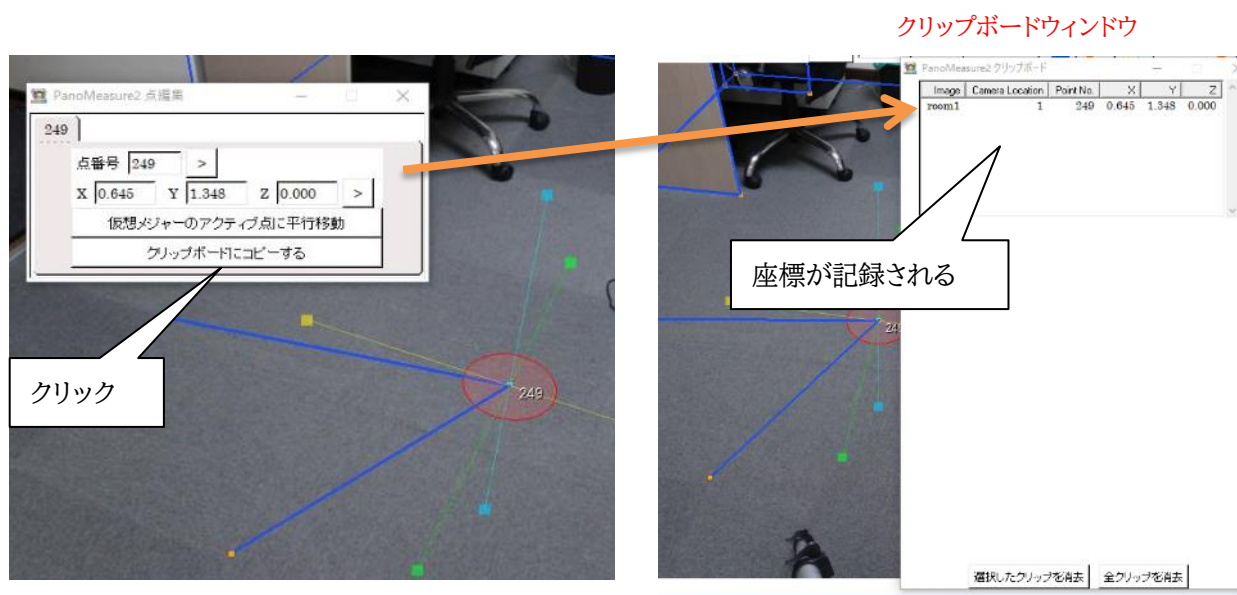 クリップボードウィンドウ
PanoMeasure2 点編集
249
点番号 249 >
X 0.645 Y 1.348 Z 0.000 >
仮想メジャーのアクティブ点に平行移動
クリップボードにコピーする
クリック
249
PanoMeasure2 クリップボード
Image Camera Location Point No. X Y Z
room1 1 249 0.645 1.348 0.000
座標が記録される
24
選択したクリップを消去 全クリップを消去